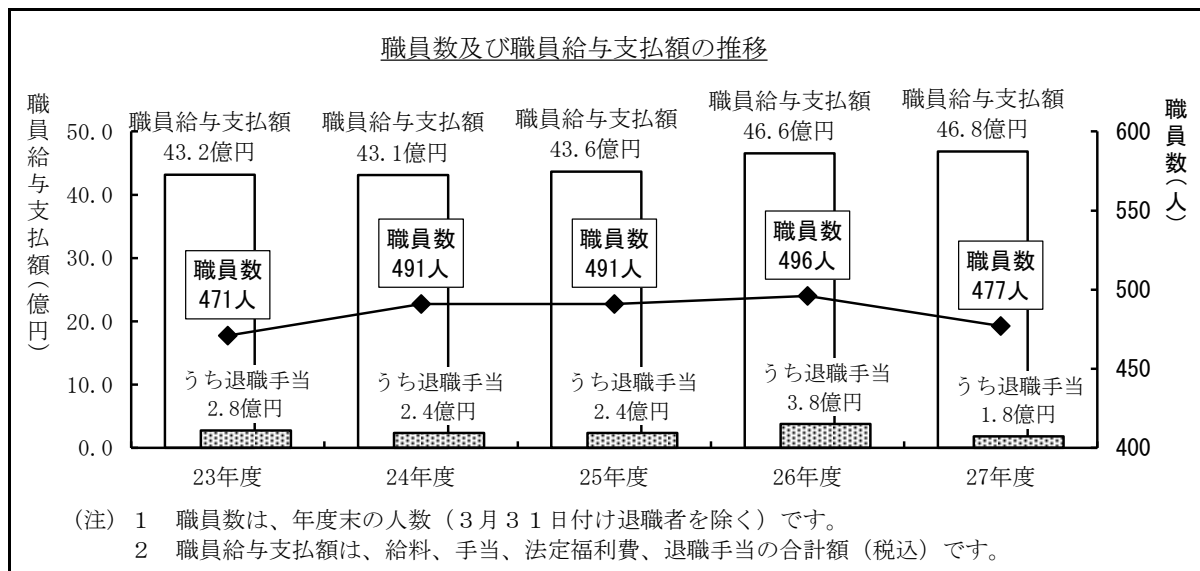 職員数及び職員給与支払額の推移
職員給与支払額(億円)
50.0
40.0
30.0
20.0
10.0
0.0
職員給与支払額
43.2億円
職員給与支払額
43.1億円
職員給与支払額
43.6億円
職員給与支払額
46.6億円
職員給与支払額
46.8億円
職員数
471人
職員数
491人
職員数
491人
職員数
496人
職員数
477人
うち退職手当
2.8億円
うち退職手当
2.4億円
うち退職手当
2.4億円
うち退職手当
3.8億円
うち退職手当
1.8億円
600
550
500
450
400
職員数(人)
23年度
24年度
25年度
26年度
27年度
(注) 1 職員数は、年度末の人数(3月31日付け退職者を除く)です。
2 職員給与支払額は、給料、手当、法定福利費、退職手当の合計額(税込)です。